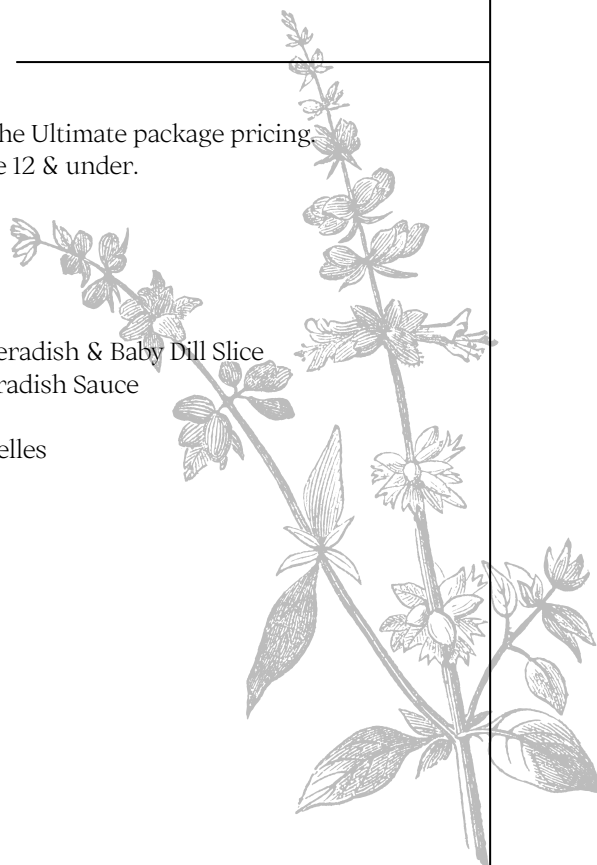 he Ultimate package pricing.
e 12 & under.
eradish & Baby Dill Slice
radish Sauce
elles